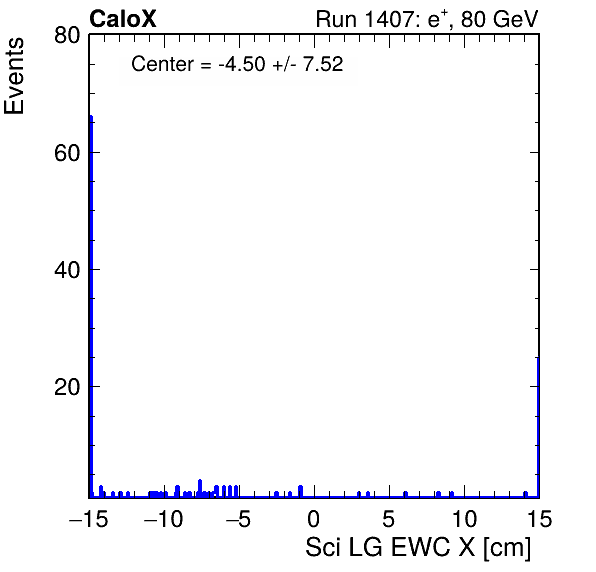 CaloX Run 1407: e⁺, 80 GeV
Center = -4.50 +/- 7.52
Events
80
60
40
20
−15 −10 −5 0 5 10 15
Sci LG EWC X [cm]